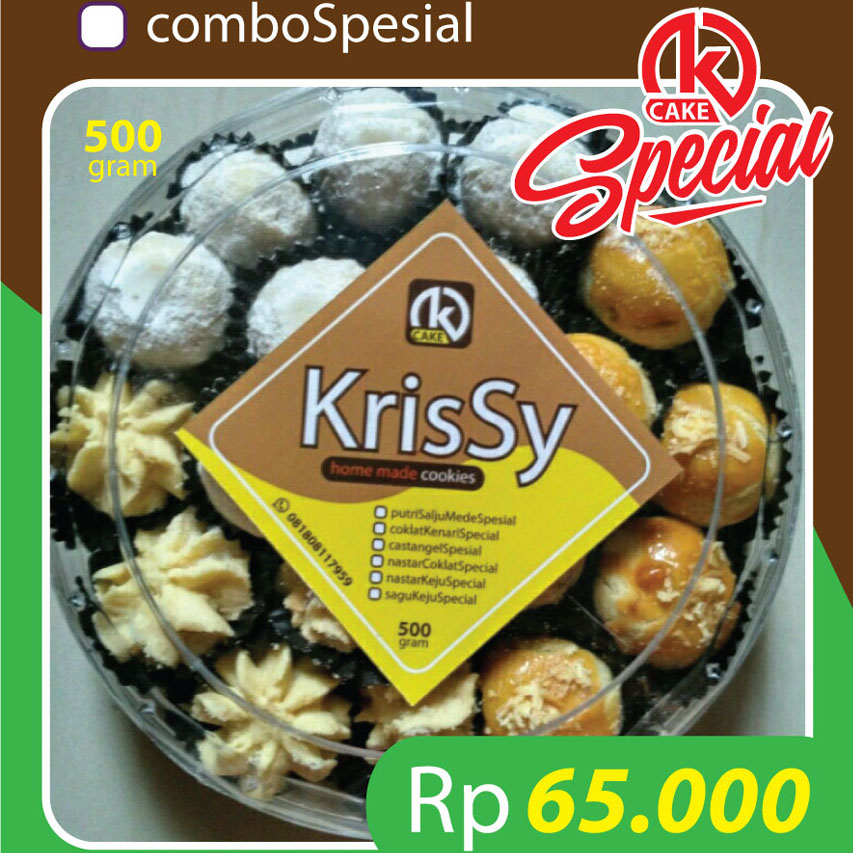 comboSpesial
K
CAKE
Special
500
gram
K
CAKE
KrisSy
home made cookies
081808117959
putriSaljuMedeSpesial
coklatKenariSpecial
castangelSpesial
nastarCoklatSpecial
nastarKejuSpecial
saguKejuSpecial
500
gram
Rp 65.000